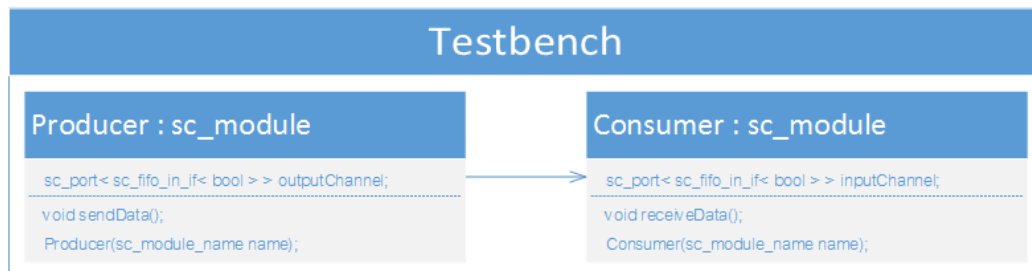 Testbench
Producer : sc_module
sc_port< sc_fifo_in_if< bool > > outputChannel;
void sendData();
Producer(sc_module_name name);
Consumer : sc_module
sc_port< sc_fifo_in_if< bool > > inputChannel;
void receiveData();
Consumer(sc_module_name name);